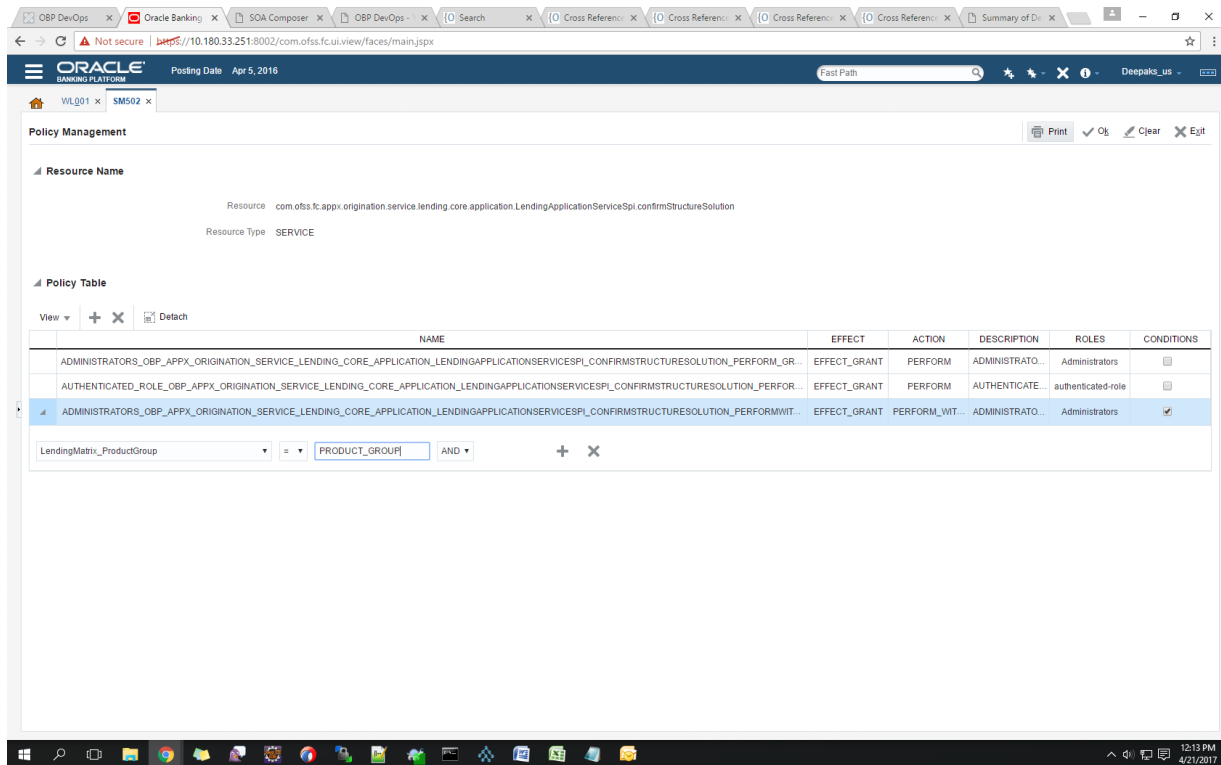 OBP DevOps
Oracle Banking
SOA Composer
OBP DevOps -
{O Search
{O Cross Reference
{O Cross Reference
{O Cross Reference
{O Cross Reference
Summary of De
Not secure | https://10.180.33.251:8002/com.ofss.fc.ui.view/faces/main.jspx
ORACLE
BANKING PLATFORM
Posting Date Apr 5, 2016
Fast Path
Deepaks_us
WL001
SM502
Policy Management
Print
Ok
Clear
Exit
Resource Name
Resource com.ofss.fc.appx.origination.service.lending.core.application.LendingApplicationServiceSpi.confirmStructureSolution
Resource Type SERVICE
Policy Table
View
Detach
NAME EFFECT ACTION DESCRIPTION ROLES CONDITIONS
ADMINISTRATORS_OBP_APPX_ORIGINATION_SERVICE_LENDING_CORE_APPLICATION_LENDINGAPPLICATIONSERVICESPI_CONFIRMSTRUCTURESOLUTION_PERFORM_GR... EFFECT_GRANT PERFORM ADMINISTRATO... Administrators
AUTHENTICATED_ROLE_OBP_APPX_ORIGINATION_SERVICE_LENDING_CORE_APPLICATION_LENDINGAPPLICATIONSERVICESPI_CONFIRMSTRUCTURESOLUTION_PERFOR... EFFECT_GRANT PERFORM AUTHENTICATE... authenticated-role
ADMINISTRATORS_OBP_APPX_ORIGINATION_SERVICE_LENDING_CORE_APPLICATION_LENDINGAPPLICATIONSERVICESPI_CONFIRMSTRUCTURESOLUTION_PERFORMWIT... EFFECT_GRANT PERFORM_WIT... ADMINISTRATO... Administrators
LendingMatrix_ProductGroup = PRODUCT_GROUP AND
12:13 PM
4/21/2017